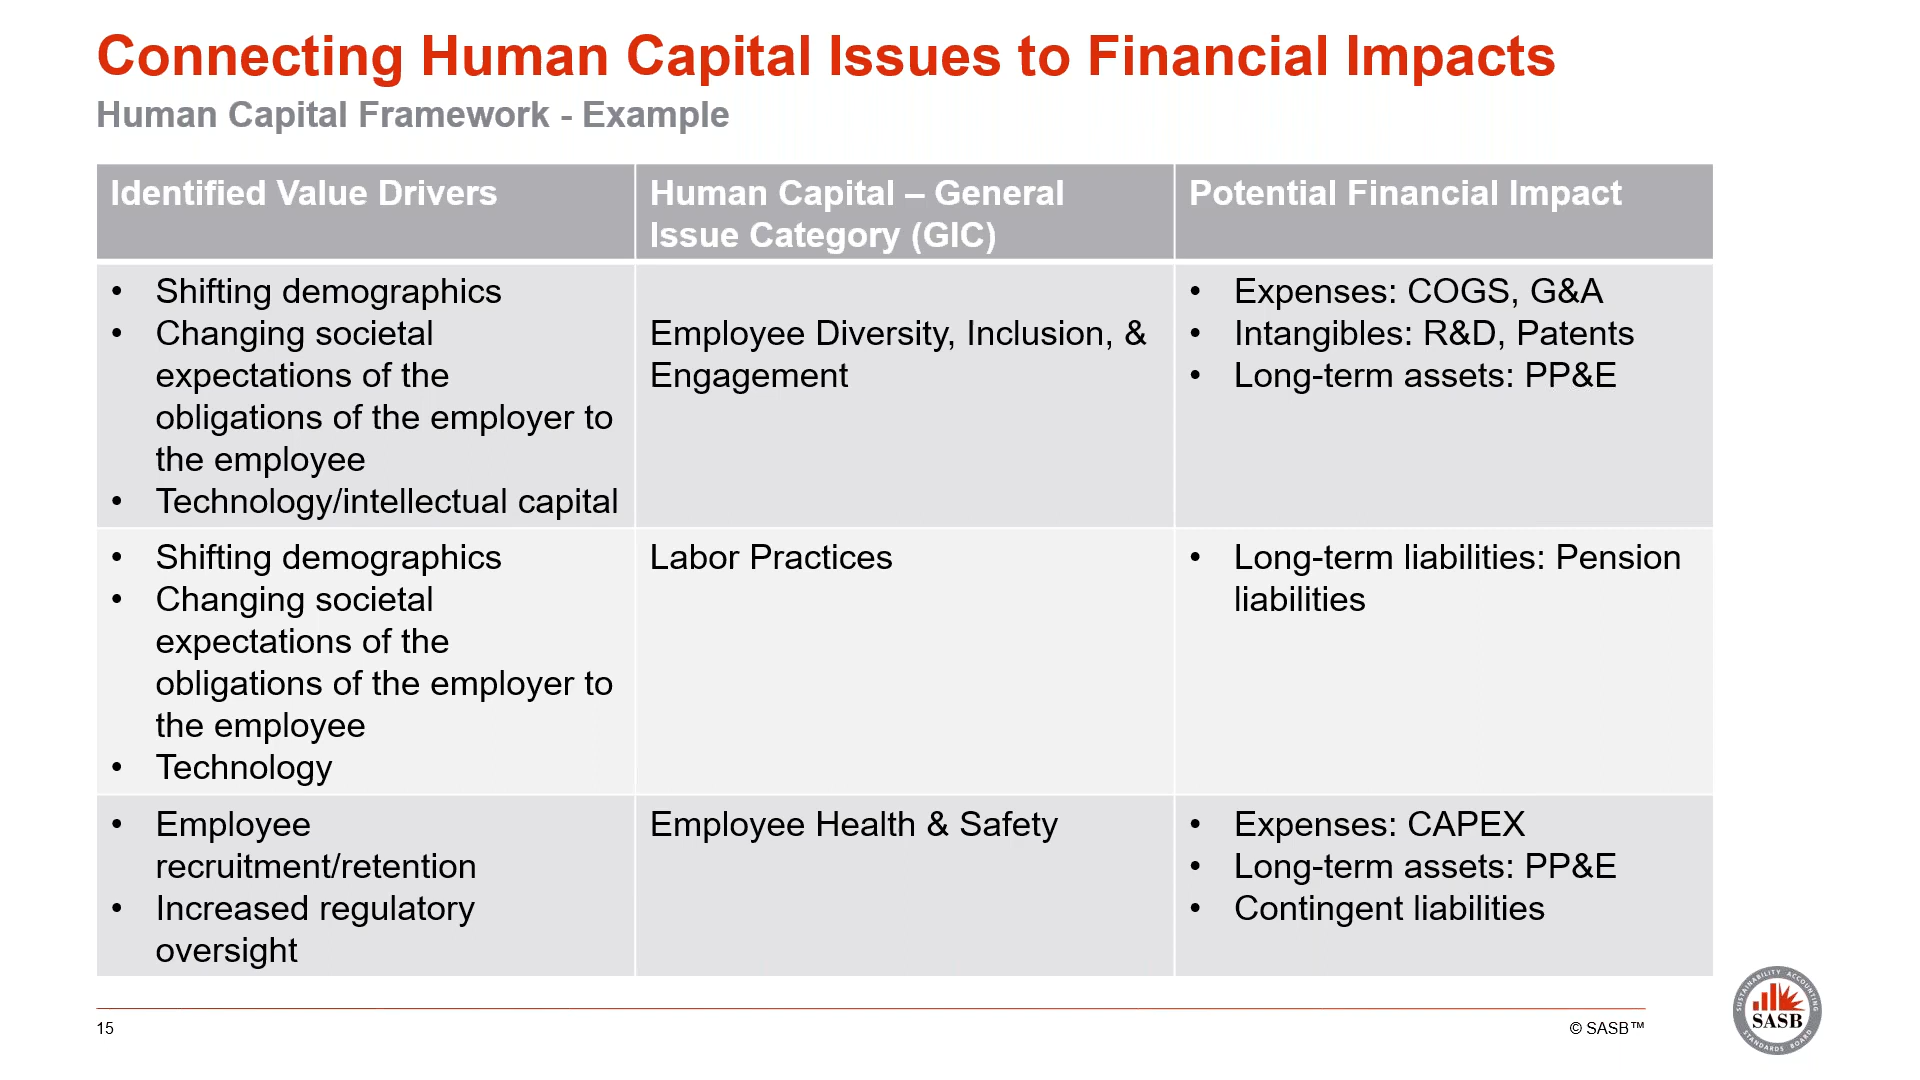 Connecting Human Capital Issues to Financial Impacts
Human Capital Framework - Example
Identified Value Drivers
Human Capital – General
Issue Category (GIC)
Potential Financial Impact
• Shifting demographics
• Changing societal
expectations of the
obligations of the employer to
the employee
• Technology/intellectual capital
Employee Diversity, Inclusion, &
Engagement
• Expenses: COGS, G&A
• Intangibles: R&D, Patents
• Long-term assets: PP&E
• Shifting demographics
• Changing societal
expectations of the
obligations of the employer to
the employee
• Technology
Labor Practices
• Long-term liabilities: Pension
liabilities
• Employee
recruitment/retention
• Increased regulatory
oversight
Employee Health & Safety
• Expenses: CAPEX
• Long-term assets: PP&E
• Contingent liabilities
15
© SASB™
SUSTAINABILITY ACCOUNTING
SASB
STANDARDS BOARD